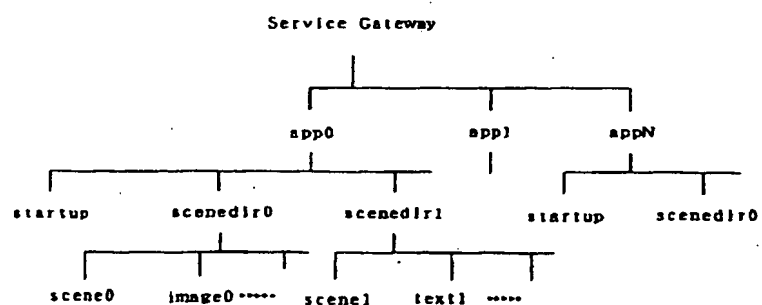 Service Gateway
app0 app1 appN
startup scenedir0 scenedir1 startup scenedir0
scene0 image0 ····· scene1 text1 ·····